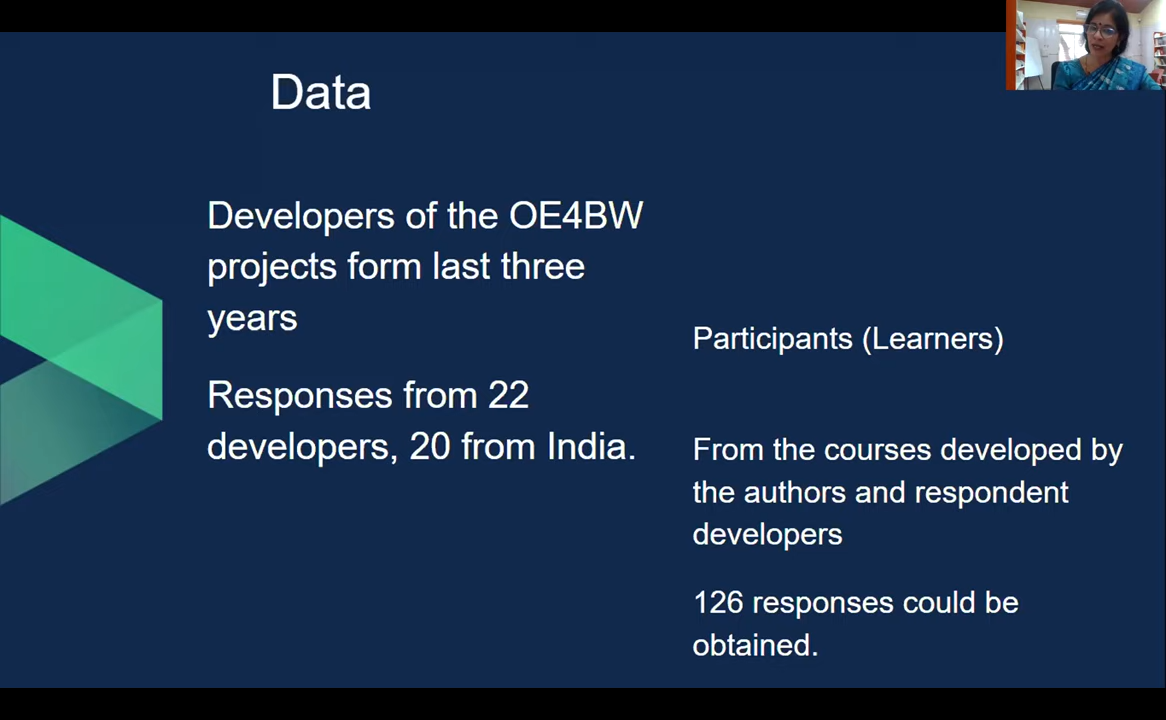 Data
Developers of the OE4BW
projects form last three
years
Responses from 22
developers, 20 from India.
Participants (Learners)
From the courses developed by
the authors and respondent
developers
126 responses could be
obtained.